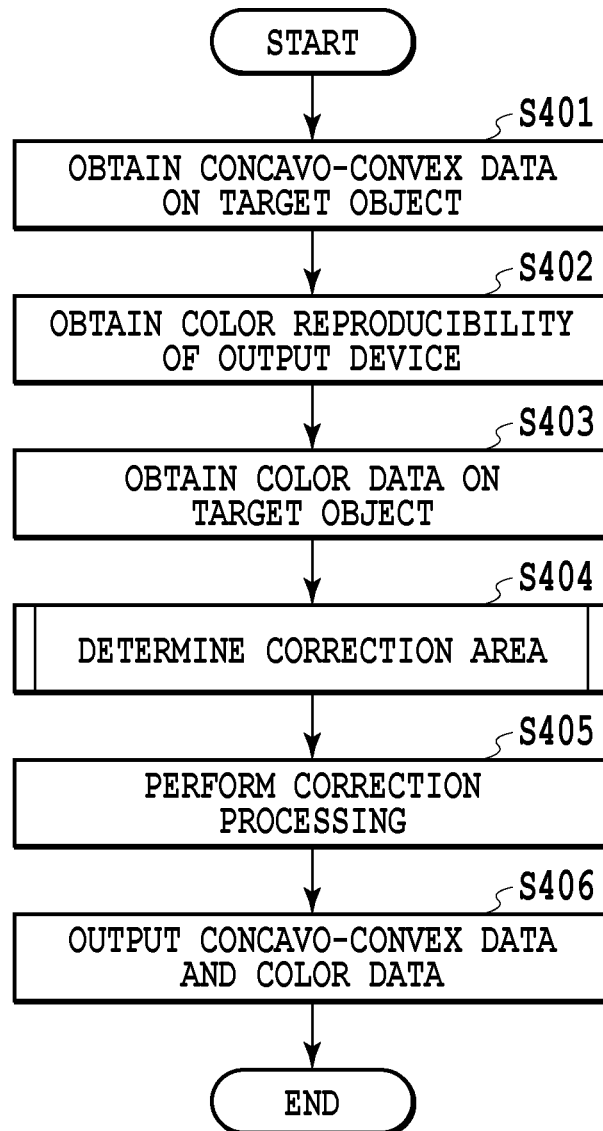 START
S401
OBTAIN CONCAVO-CONVEX DATA
ON TARGET OBJECT
S402
OBTAIN COLOR REPRODUCIBILITY
OF OUTPUT DEVICE
S403
OBTAIN COLOR DATA ON
TARGET OBJECT
S404
DETERMINE CORRECTION AREA
S405
PERFORM CORRECTION
PROCESSING
S406
OUTPUT CONCAVO-CONVEX DATA
AND COLOR DATA
END